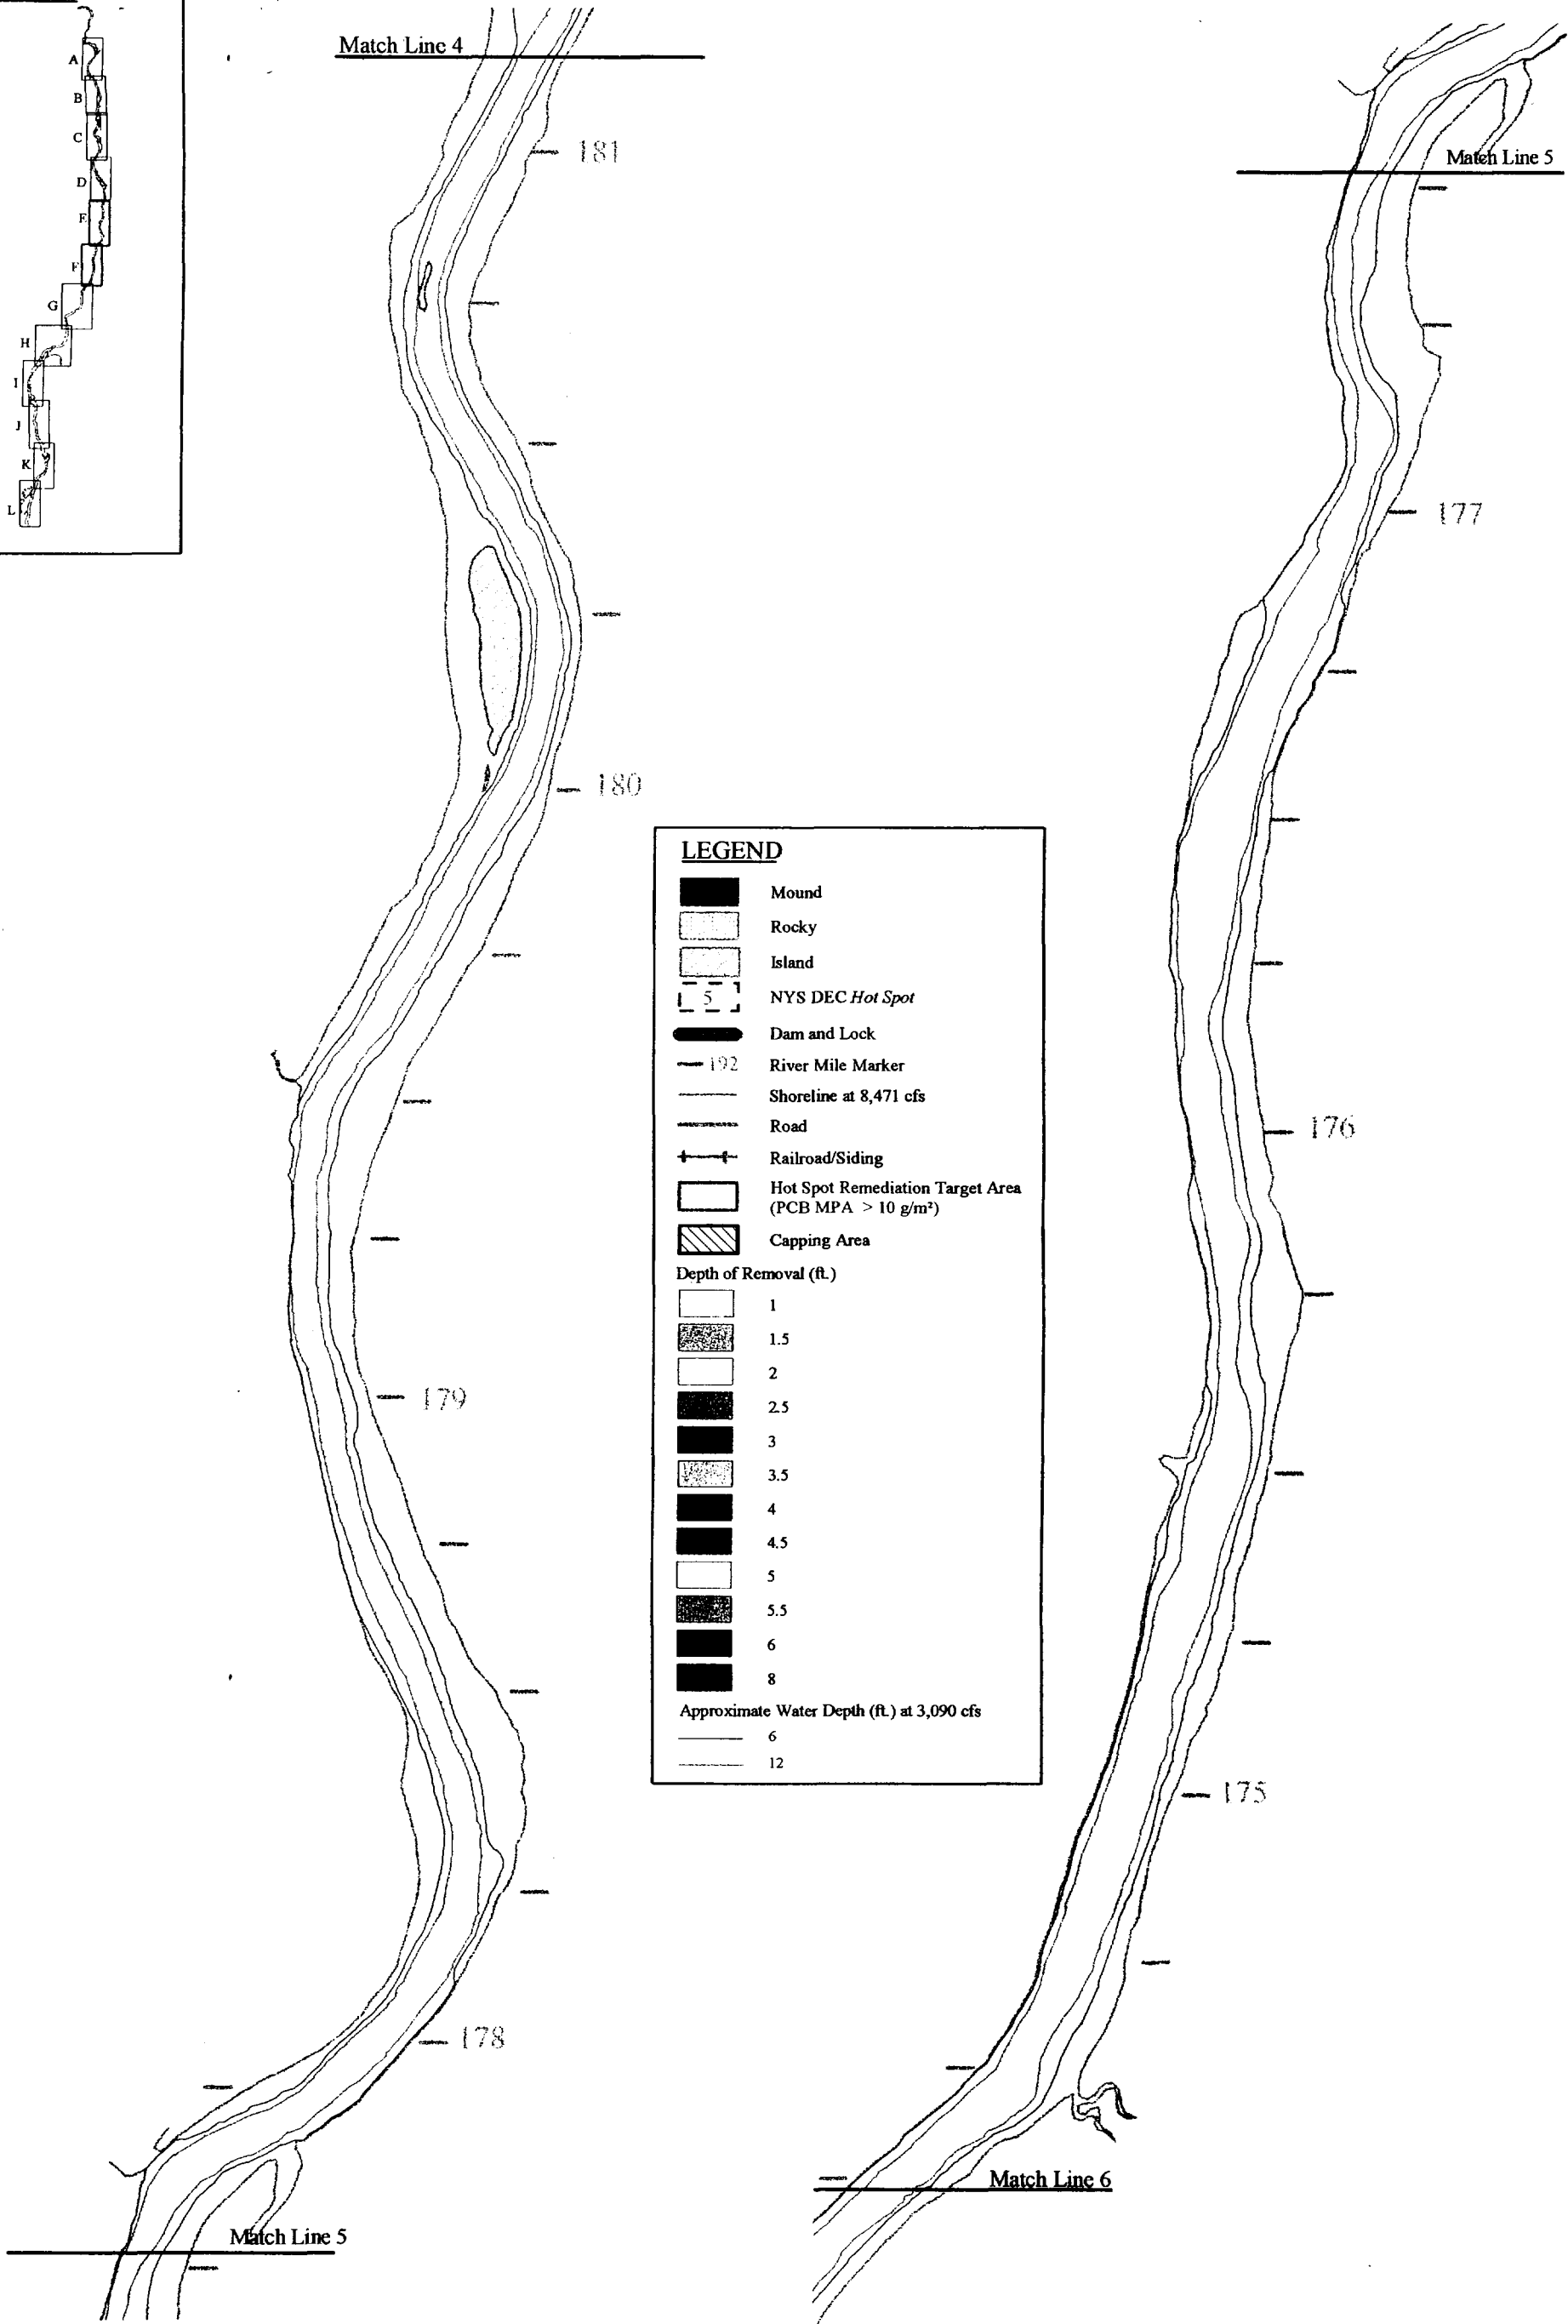 A
B
C
D
E
F
G
H
I
J
K
L
Match Line 4
181
180
179
178
Match Line 5
LEGEND
Mound
Rocky
Island
5 NYS DEC Hot Spot
Dam and Lock
192 River Mile Marker
Shoreline at 8,471 cfs
Road
Railroad/Siding
Hot Spot Remediation Target Area
(PCB MPA > 10 g/m²)
Capping Area
Depth of Removal (ft.)
1
1.5
2
2.5
3
3.5
4
4.5
5
5.5
6
8
Approximate Water Depth (ft.) at 3,090 cfs
6
12
Match Line 5
177
176
175
Match Line 6